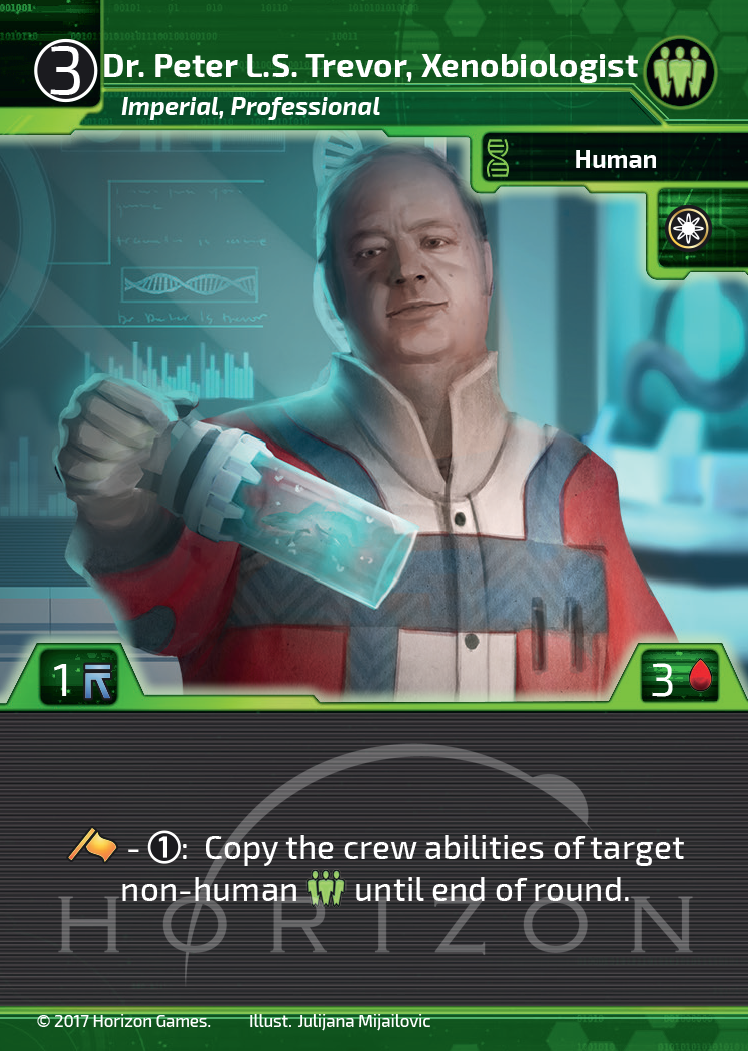 3
Dr. Peter L.S. Trevor, Xenobiologist
Imperial, Professional
Human
1
3
- 1: Copy the crew abilities of target
non-human until end of round.
HORIZON
© 2017 Horizon Games. Illust. Julijana Mijailovic